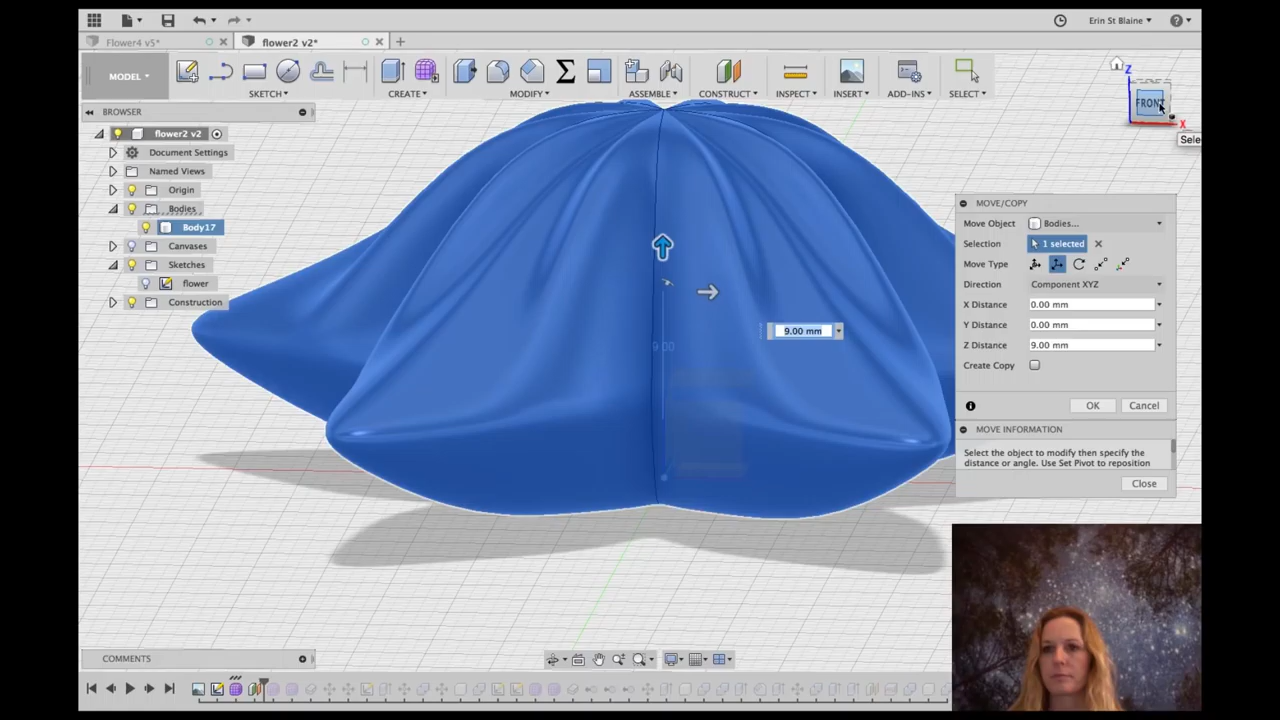 Erin St Blaine
Flower4 v5*
flower2 v2*
MODEL
SKETCH
CREATE
MODIFY
ASSEMBLE
CONSTRUCT
INSPECT
INSERT
ADD-INS
SELECT
Z
FRONT
X
Sele
BROWSER
flower2 v2
Document Settings
Named Views
Origin
Bodies
Body17
Canvases
Sketches
flower
Construction
9.00
9.00 mm
MOVE/COPY
Move Object Bodies...
Selection 1 selected
Move Type
Direction Component XYZ
X Distance 0.00 mm
Y Distance 0.00 mm
Z Distance 9.00 mm
Create Copy
OK Cancel
MOVE INFORMATION
Select the object to modify then specify the
distance or angle. Use Set Pivot to reposition
Close
COMMENTS